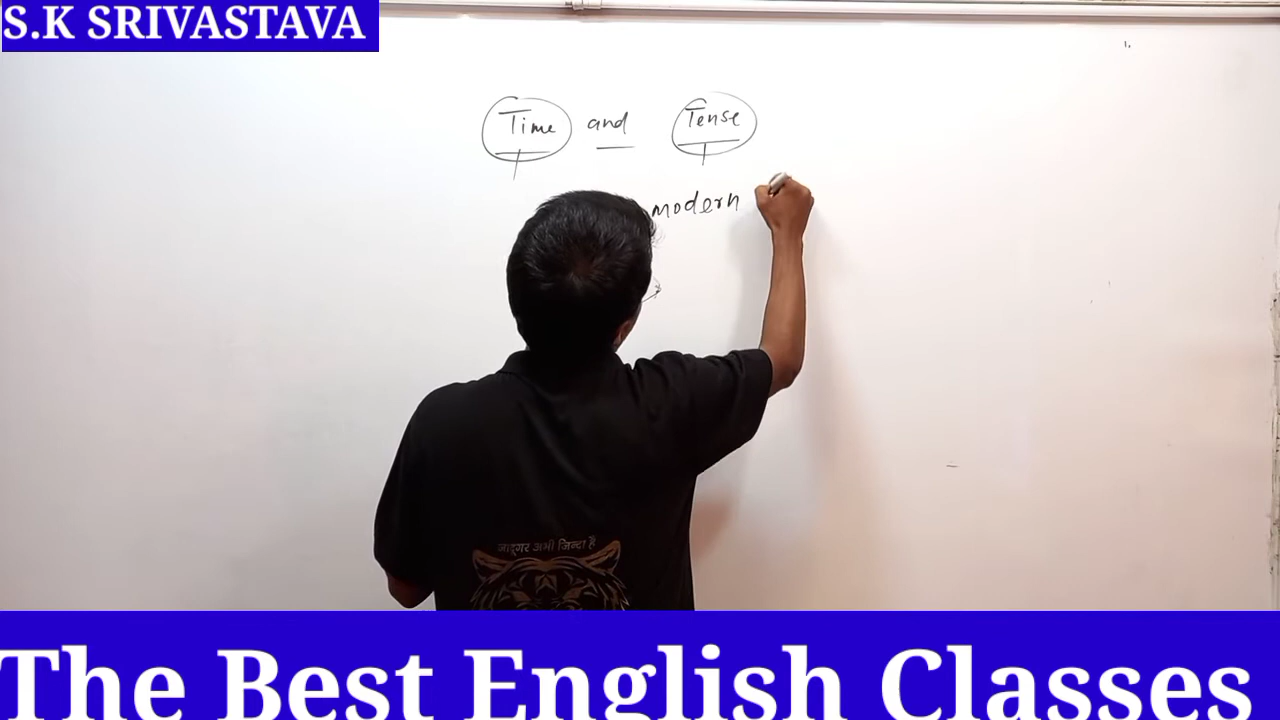 S.K SRIVASTAVA
Time and Tense
modern
जादूगर अभी जिन्दा है
The Best English Classes